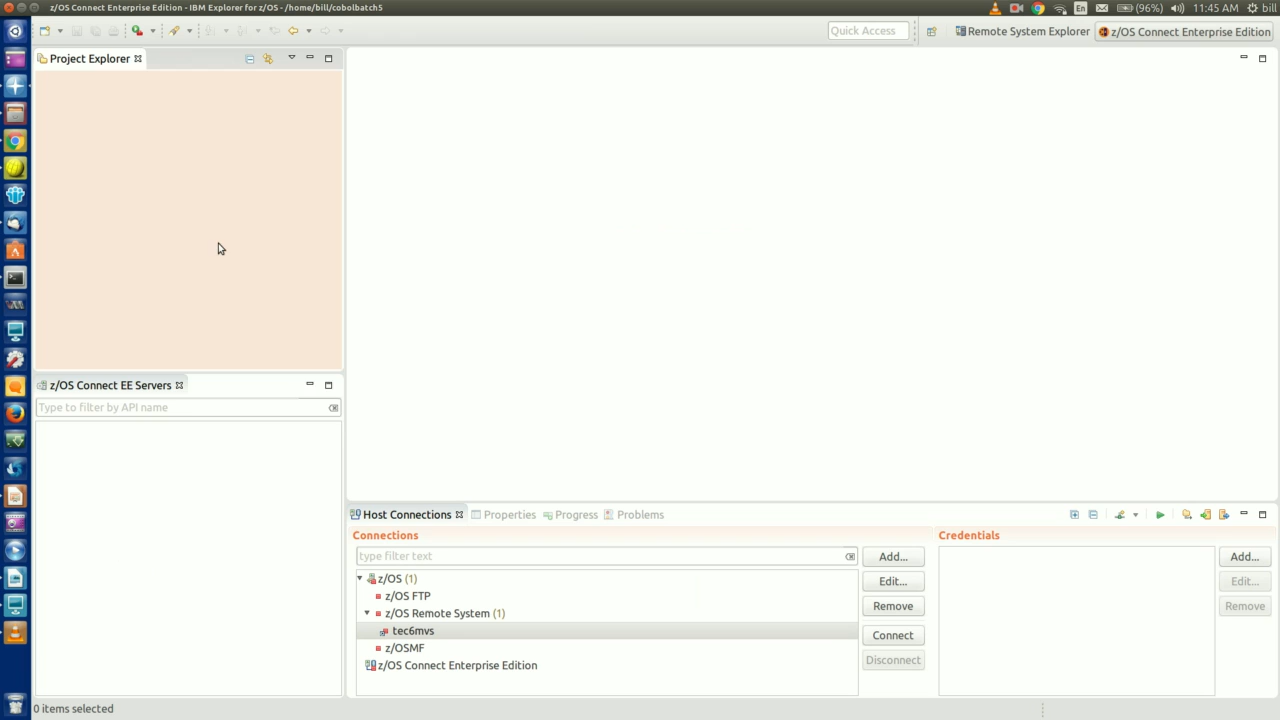 z/OS Connect Enterprise Edition - IBM Explorer for z/OS - /home/bill/cobolbatch5
En (96%) 11:45 AM bill
Quick Access Remote System Explorer z/OS Connect Enterprise Edition
Project Explorer
z/OS Connect EE Servers
Type to filter by API name
Host Connections Properties Progress Problems
Connections Credentials
type filter text Add... Add...
z/OS (1) Edit... Edit...
z/OS FTP
z/OS Remote System (1) Remove Remove
tec6mvs Connect
z/OSMF
z/OS Connect Enterprise Edition Disconnect
0 items selected